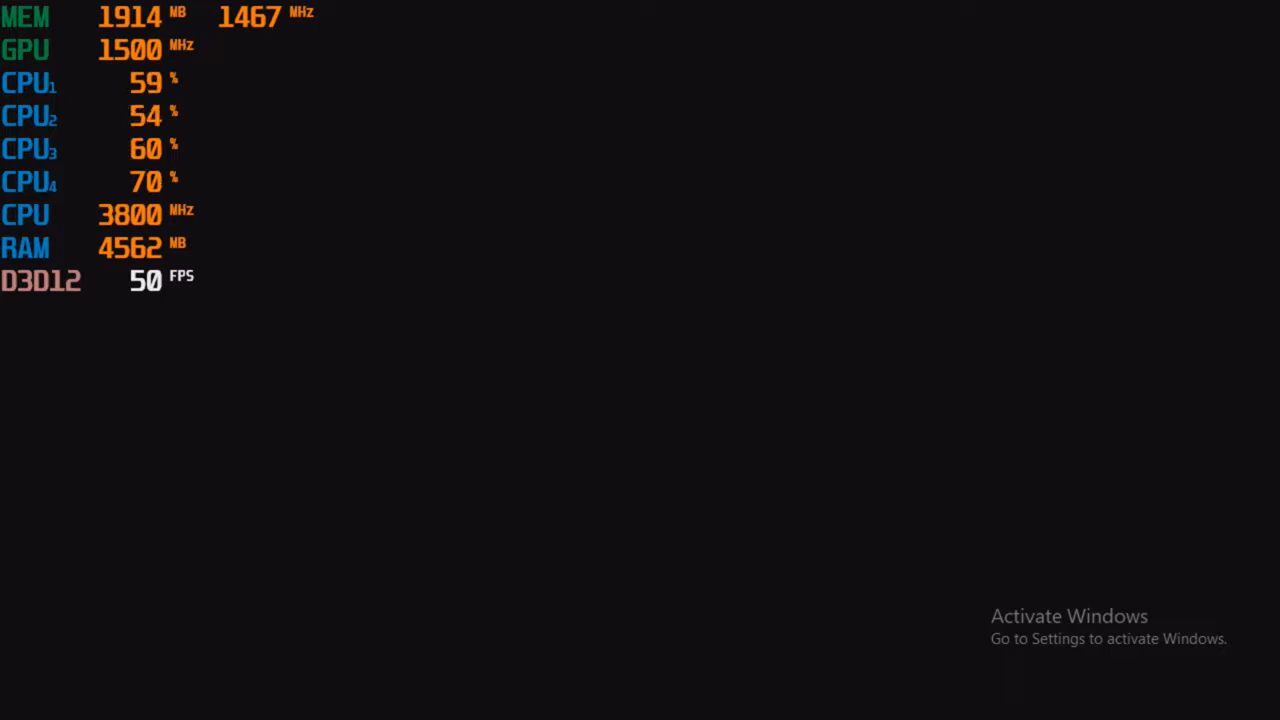 MEM 1914 MB 1467 MHz
GPU 1500 MHz
CPU1 59 %
CPU2 54 %
CPU3 60 %
CPU4 70 %
CPU 3800 MHz
RAM 4562 MB
D3D12 50 FPS
Activate Windows
Go to Settings to activate Windows.